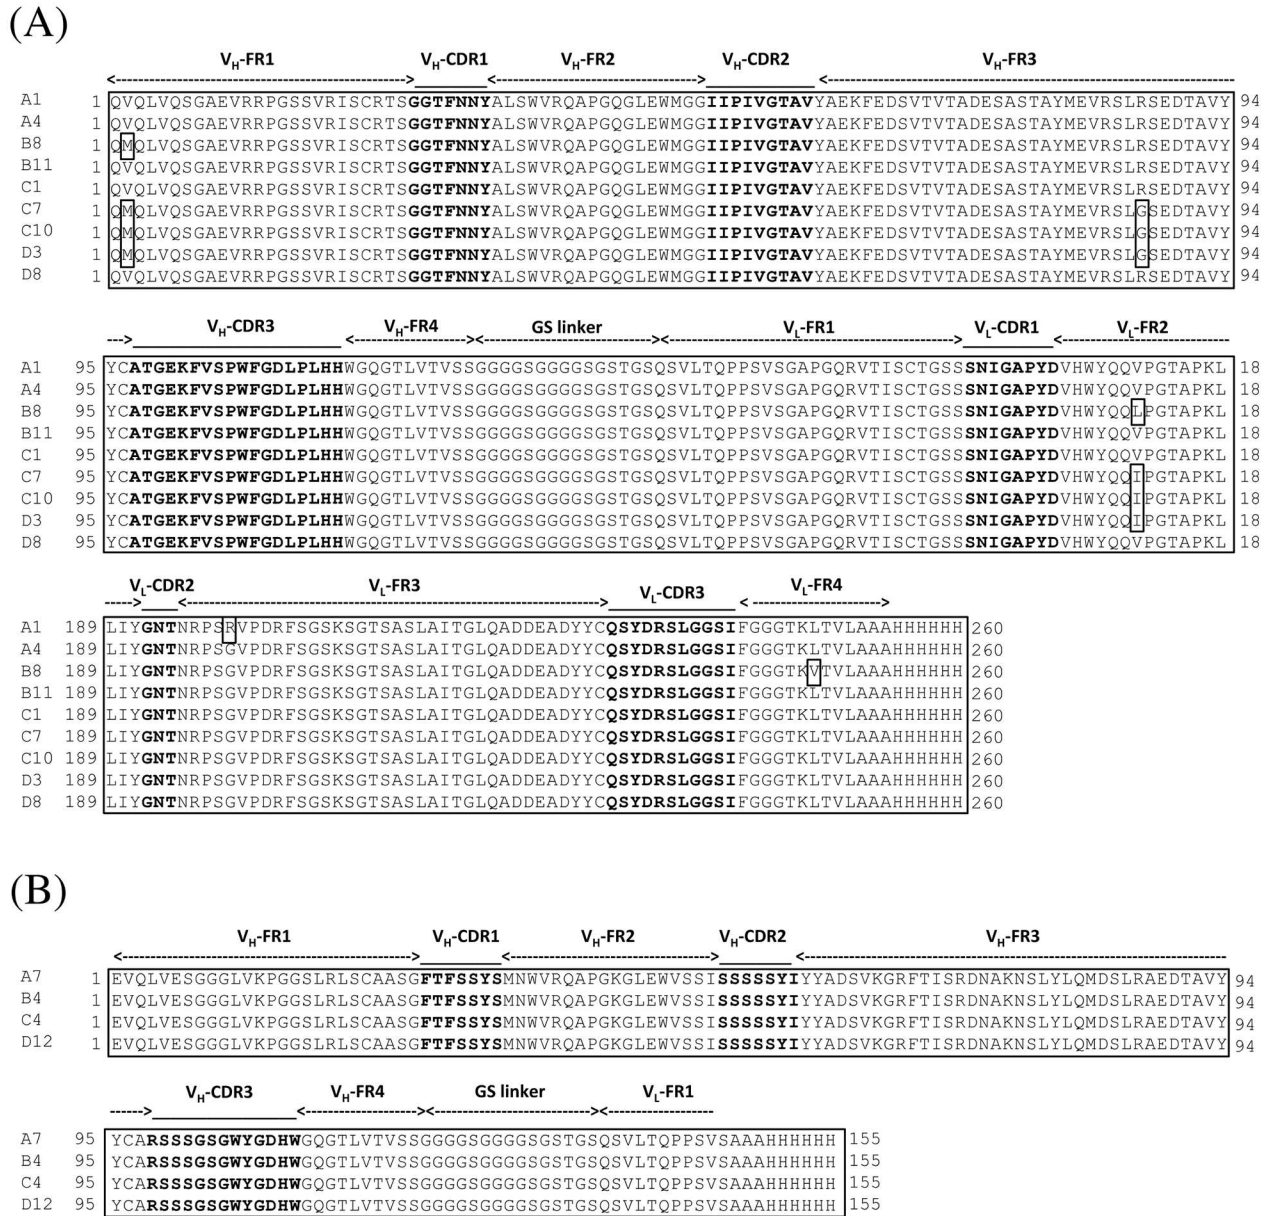 (A)
VH-FR1 VH-CDR1 VH-FR2 VH-CDR2 VH-FR3
A1 1 QVQLVQSGAEVRRPGSSVRISCRTSGGTFNNYALSWVRQAPGQGLEWMGGIIPIVGTAVYAEKFEDSVTVTADESASTAYMEVRSLRSEDTAVY 94
A4 1 QVQLVQSGAEVRRPGSSVRISCRTSGGTFNNYALSWVRQAPGQGLEWMGGIIPIVGTAVYAEKFEDSVTVTADESASTAYMEVRSLRSEDTAVY 94
B8 1 QMQLVQSGAEVRRPGSSVRISCRTSGGTFNNYALSWVRQAPGQGLEWMGGIIPIVGTAVYAEKFEDSVTVTADESASTAYMEVRSLRSEDTAVY 94
B11 1 QVQLVQSGAEVRRPGSSVRISCRTSGGTFNNYALSWVRQAPGQGLEWMGGIIPIVGTAVYAEKFEDSVTVTADESASTAYMEVRSLRSEDTAVY 94
C1 1 QVQLVQSGAEVRRPGSSVRISCRTSGGTFNNYALSWVRQAPGQGLEWMGGIIPIVGTAVYAEKFEDSVTVTADESASTAYMEVRSLRSEDTAVY 94
C7 1 QMQLVQSGAEVRRPGSSVRISCRTSGGTFNNYALSWVRQAPGQGLEWMGGIIPIVGTAVYAEKFEDSVTVTADESASTAYMEVRSLGSEDTAVY 94
C10 1 QMQLVQSGAEVRRPGSSVRISCRTSGGTFNNYALSWVRQAPGQGLEWMGGIIPIVGTAVYAEKFEDSVTVTADESASTAYMEVRSLGSEDTAVY 94
D3 1 QMQLVQSGAEVRRPGSSVRISCRTSGGTFNNYALSWVRQAPGQGLEWMGGIIPIVGTAVYAEKFEDSVTVTADESASTAYMEVRSLGSEDTAVY 94
D8 1 QVQLVQSGAEVRRPGSSVRISCRTSGGTFNNYALSWVRQAPGQGLEWMGGIIPIVGTAVYAEKFEDSVTVTADESASTAYMEVRSLRSEDTAVY 94
VH-CDR3 VH-FR4 GS linker VL-FR1 VL-CDR1 VL-FR2
A1 95 YCATGEKFVSPWFGDLPLHHWGQGTLVTVSSGGGGSGGGGSGSTGSQSVLTQPPSVSGAPGQRVTISCTGSSSNIGAPYDVHWYQQVPGTAPKL 18
A4 95 YCATGEKFVSPWFGDLPLHHWGQGTLVTVSSGGGGSGGGGSGSTGSQSVLTQPPSVSGAPGQRVTISCTGSSSNIGAPYDVHWYQQVPGTAPKL 18
B8 95 YCATGEKFVSPWFGDLPLHHWGQGTLVTVSSGGGGSGGGGSGSTGSQSVLTQPPSVSGAPGQRVTISCTGSSSNIGAPYDVHWYQQLPGTAPKL 18
B11 95 YCATGEKFVSPWFGDLPLHHWGQGTLVTVSSGGGGSGGGGSGSTGSQSVLTQPPSVSGAPGQRVTISCTGSSSNIGAPYDVHWYQQVPGTAPKL 18
C1 95 YCATGEKFVSPWFGDLPLHHWGQGTLVTVSSGGGGSGGGGSGSTGSQSVLTQPPSVSGAPGQRVTISCTGSSSNIGAPYDVHWYQQVPGTAPKL 18
C7 95 YCATGEKFVSPWFGDLPLHHWGQGTLVTVSSGGGGSGGGGSGSTGSQSVLTQPPSVSGAPGQRVTISCTGSSSNIGAPYDVHWYQQIPGTAPKL 18
C10 95 YCATGEKFVSPWFGDLPLHHWGQGTLVTVSSGGGGSGGGGSGSTGSQSVLTQPPSVSGAPGQRVTISCTGSSSNIGAPYDVHWYQQIPGTAPKL 18
D3 95 YCATGEKFVSPWFGDLPLHHWGQGTLVTVSSGGGGSGGGGSGSTGSQSVLTQPPSVSGAPGQRVTISCTGSSSNIGAPYDVHWYQQIPGTAPKL 18
D8 95 YCATGEKFVSPWFGDLPLHHWGQGTLVTVSSGGGGSGGGGSGSTGSQSVLTQPPSVSGAPGQRVTISCTGSSSNIGAPYDVHWYQQVPGTAPKL 18
VL-CDR2 VL-FR3 VL-CDR3 VL-FR4
A1 189 LIYGNTNRPSRVPDRFSGSKSGTSASLAITGLQADDEADYYCQSYDRSLGGSIFGGGTKLTVLAAAHHHHHH 260
A4 189 LIYGNTNRPSGVPDRFSGSKSGTSASLAITGLQADDEADYYCQSYDRSLGGSIFGGGTKLTVLAAAHHHHHH 260
B8 189 LIYGNTNRPSGVPDRFSGSKSGTSASLAITGLQADDEADYYCQSYDRSLGGSIFGGGTKVTVLAAAHHHHHH 260
B11 189 LIYGNTNRPSGVPDRFSGSKSGTSASLAITGLQADDEADYYCQSYDRSLGGSIFGGGTKLTVLAAAHHHHHH 260
C1 189 LIYGNTNRPSGVPDRFSGSKSGTSASLAITGLQADDEADYYCQSYDRSLGGSIFGGGTKLTVLAAAHHHHHH 260
C7 189 LIYGNTNRPSGVPDRFSGSKSGTSASLAITGLQADDEADYYCQSYDRSLGGSIFGGGTKLTVLAAAHHHHHH 260
C10 189 LIYGNTNRPSGVPDRFSGSKSGTSASLAITGLQADDEADYYCQSYDRSLGGSIFGGGTKLTVLAAAHHHHHH 260
D3 189 LIYGNTNRPSGVPDRFSGSKSGTSASLAITGLQADDEADYYCQSYDRSLGGSIFGGGTKLTVLAAAHHHHHH 260
D8 189 LIYGNTNRPSGVPDRFSGSKSGTSASLAITGLQADDEADYYCQSYDRSLGGSIFGGGTKLTVLAAAHHHHHH 260
(B)
VH-FR1 VH-CDR1 VH-FR2 VH-CDR2 VH-FR3
A7 1 EVQLVESGGGLVKPGGSLRLSCAASGFTFSSYSMNWVRQAPGKGLEWVSSISSSSSYIYYADSVKGRFTISRDNAKNSLYLQMDSLRAEDTAVY 94
B4 1 EVQLVESGGGLVKPGGSLRLSCAASGFTFSSYSMNWVRQAPGKGLEWVSSISSSSSYIYYADSVKGRFTISRDNAKNSLYLQMDSLRAEDTAVY 94
C4 1 EVQLVESGGGLVKPGGSLRLSCAASGFTFSSYSMNWVRQAPGKGLEWVSSISSSSSYIYYADSVKGRFTISRDNAKNSLYLQMDSLRAEDTAVY 94
D12 1 EVQLVESGGGLVKPGGSLRLSCAASGFTFSSYSMNWVRQAPGKGLEWVSSISSSSSYIYYADSVKGRFTISRDNAKNSLYLQMDSLRAEDTAVY 94
VH-CDR3 VH-FR4 GS linker VL-FR1
A7 95 YCARSSSGSGWYGDHWGQGTLVTVSSGGGGSGGGGSGSTGSQSVLTQPPSVSAAAHHHHHH 155
B4 95 YCARSSSGSGWYGDHWGQGTLVTVSSGGGGSGGGGSGSTGSQSVLTQPPSVSAAAHHHHHH 155
C4 95 YCARSSSGSGWYGDHWGQGTLVTVSSGGGGSGGGGSGSTGSQSVLTQPPSVSAAAHHHHHH 155
D12 95 YCARSSSGSGWYGDHWGQGTLVTVSSGGGGSGGGGSGSTGSQSVLTQPPSVSAAAHHHHHH 155